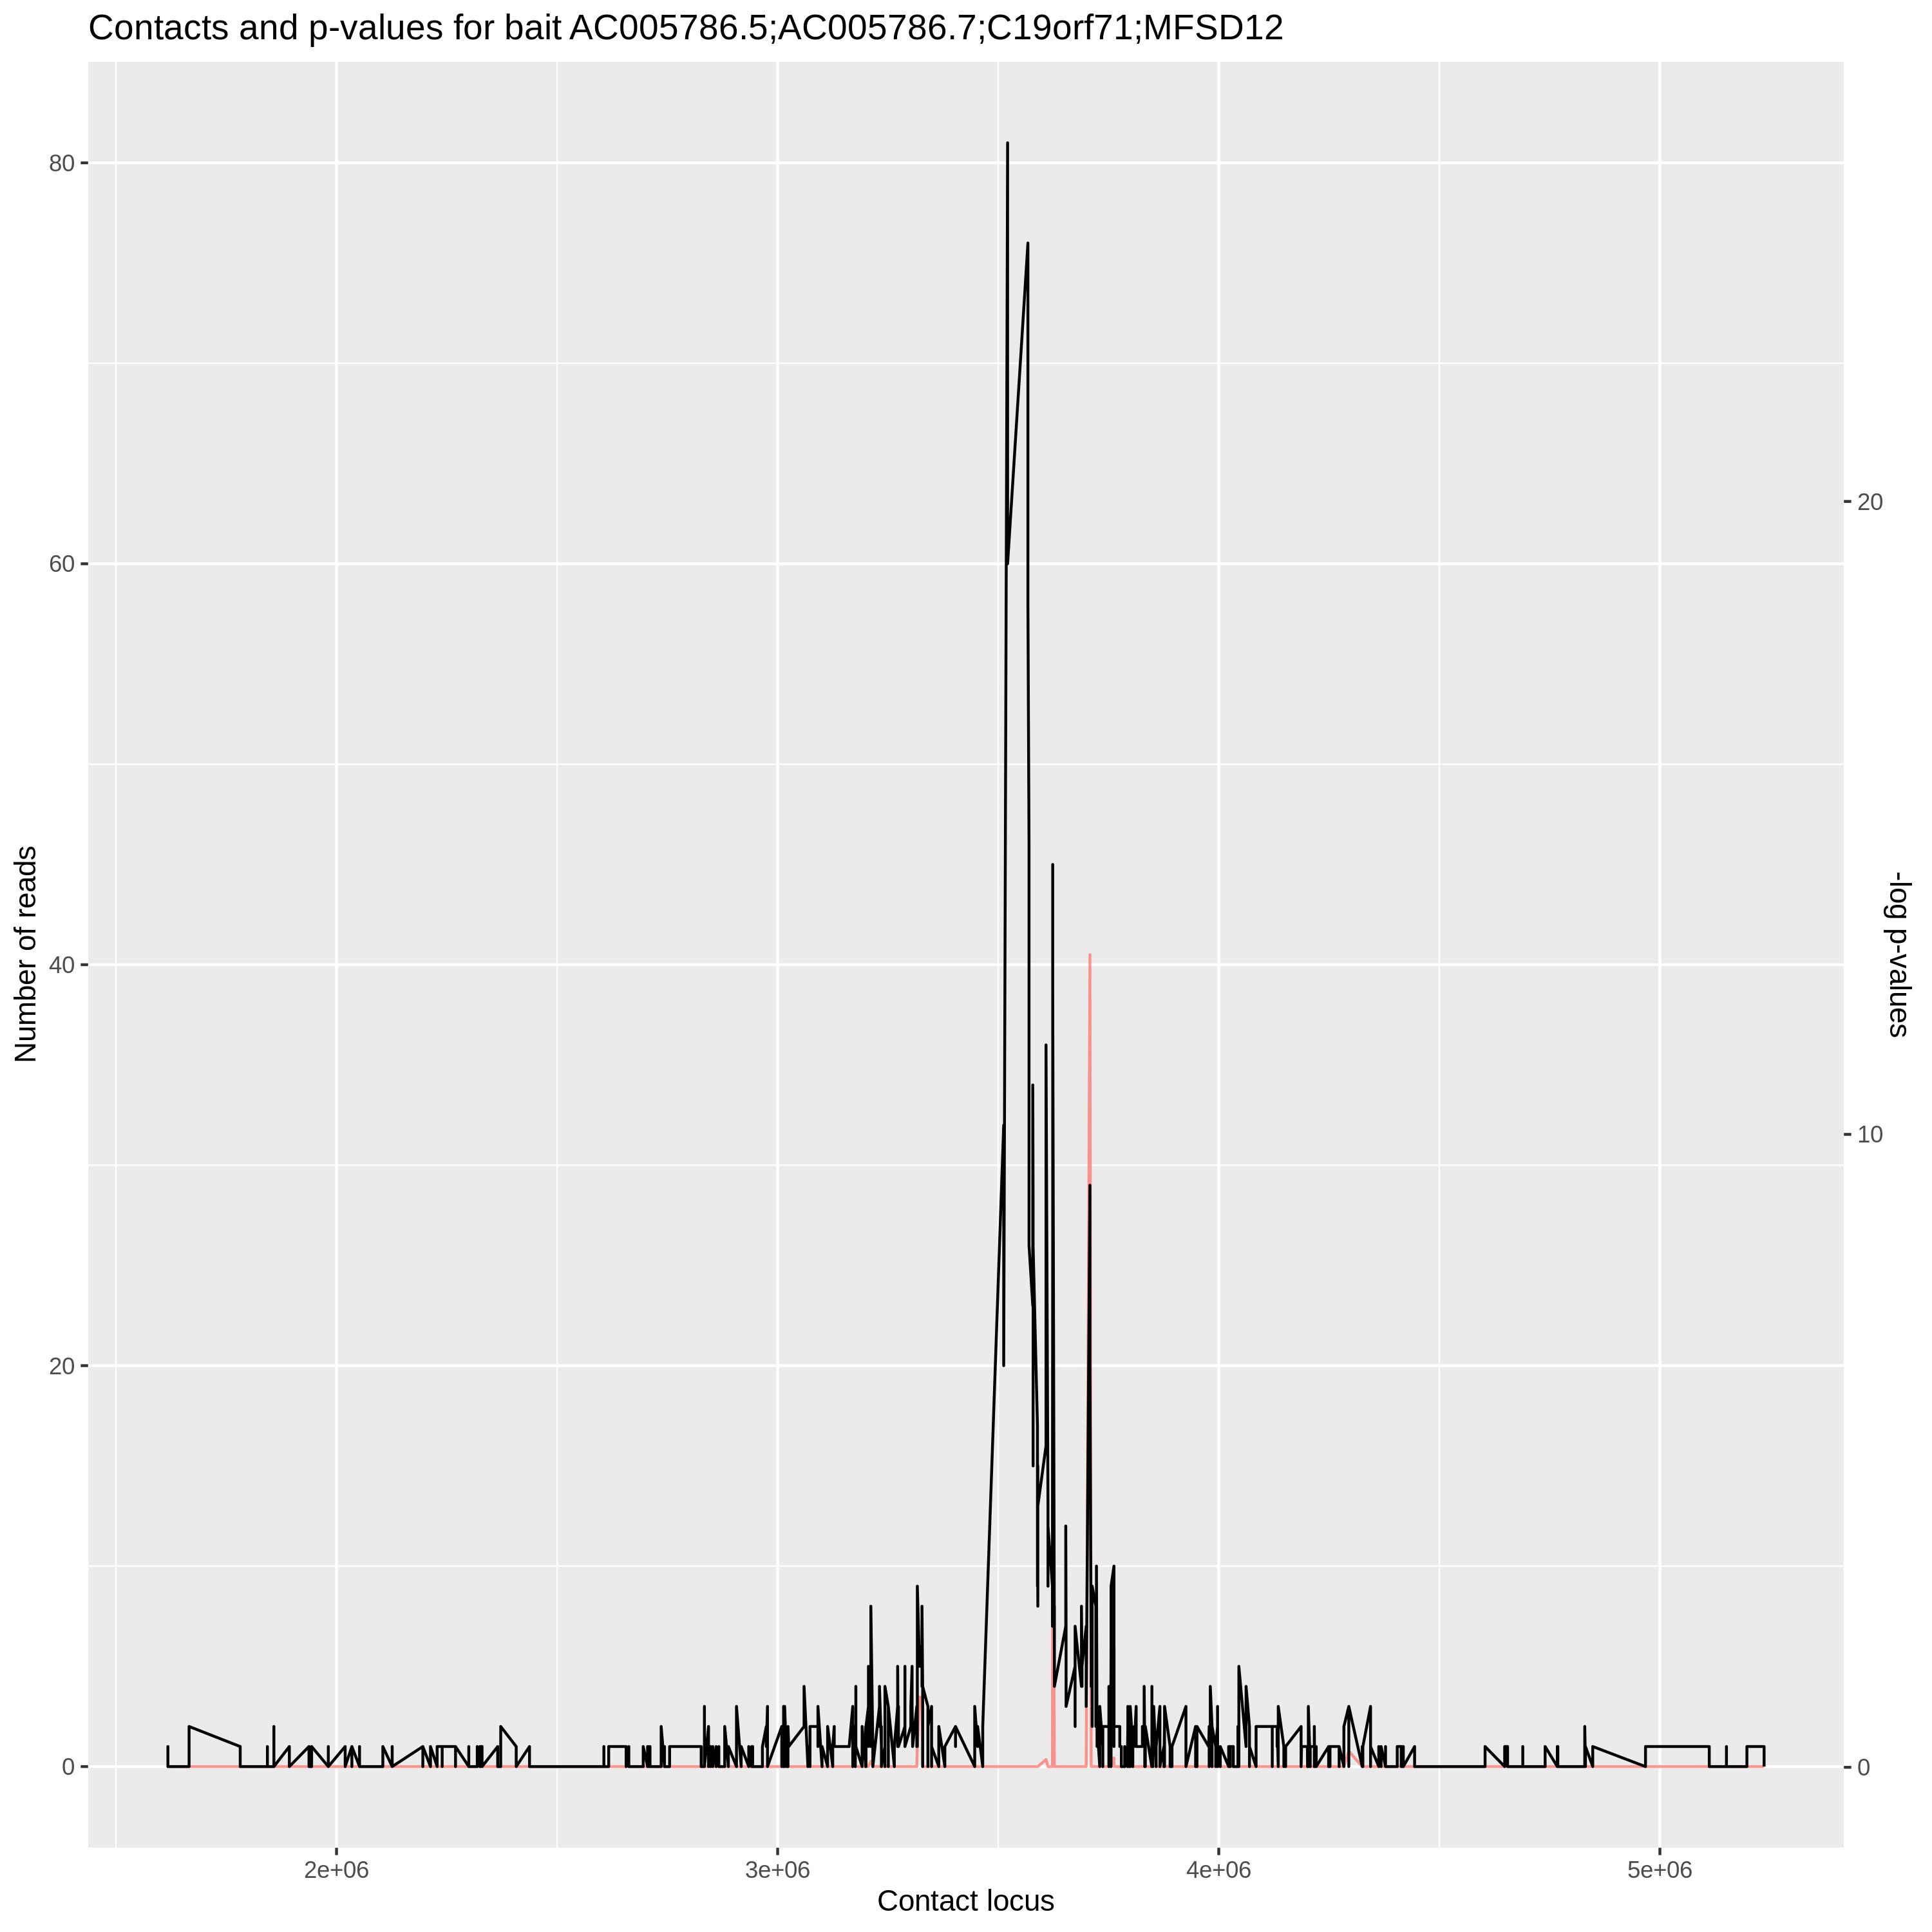 Contacts and p-values for bait AC005786.5;AC005786.7;C19orf71;MFSD12
80
60
40
20
0
Number of reads
20
10
0
-log p-values
2e+06
3e+06
4e+06
5e+06
Contact locus